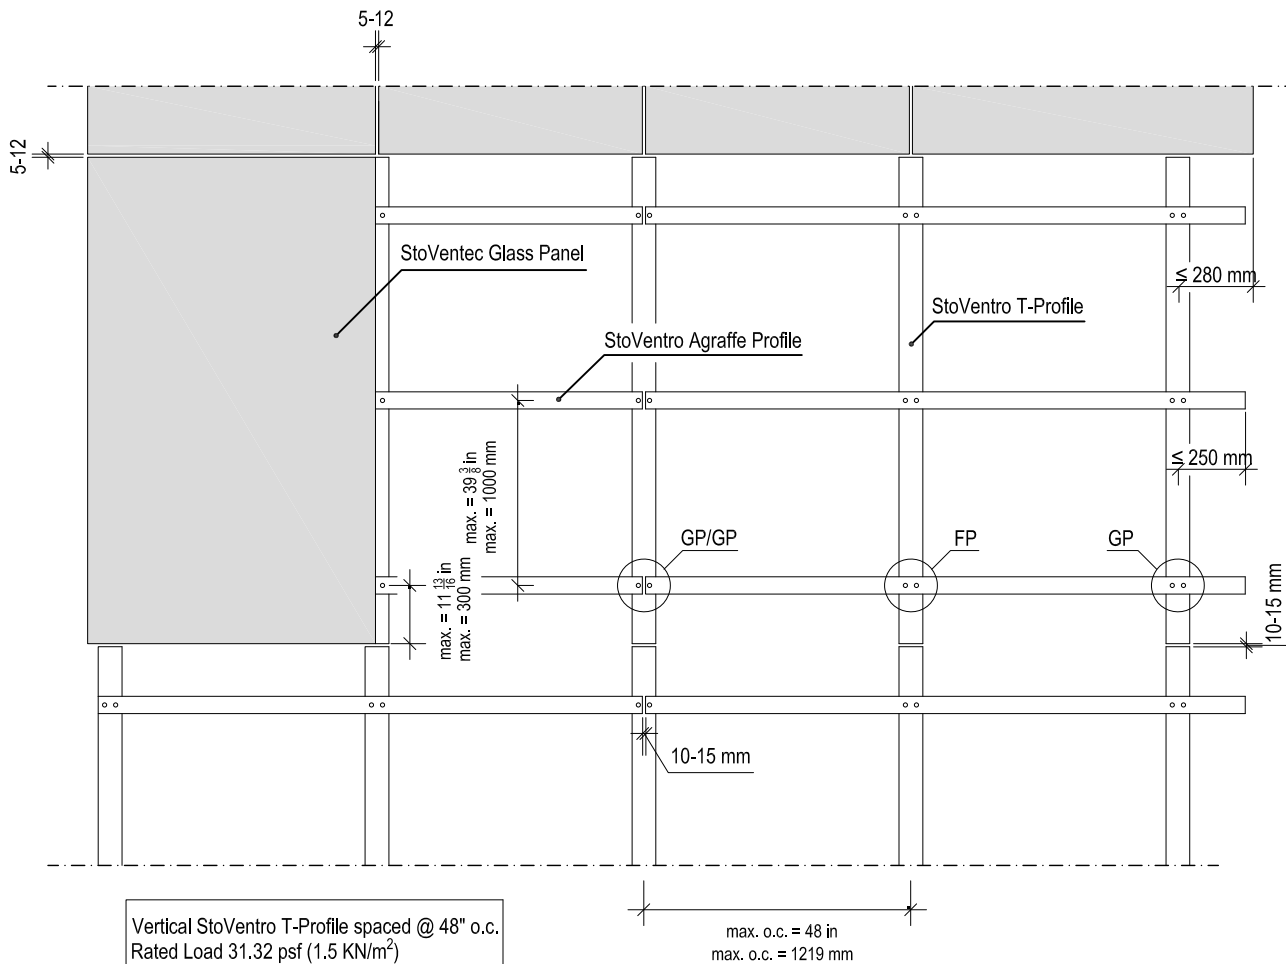 5-12
5-12
StoVentec Glass Panel
≤ 280 mm
StoVentro T-Profile
StoVentro Agraffe Profile
max. = 39 3/8 in
max. = 1000 mm
≤ 250 mm
GP/GP
FP
GP
max. = 11 13/16 in
max. = 300 mm
10-15 mm
10-15 mm
Vertical StoVentro T-Profile spaced @ 48" o.c.
Rated Load 31.32 psf (1.5 KN/m²)
max. o.c. = 48 in
max. o.c. = 1219 mm